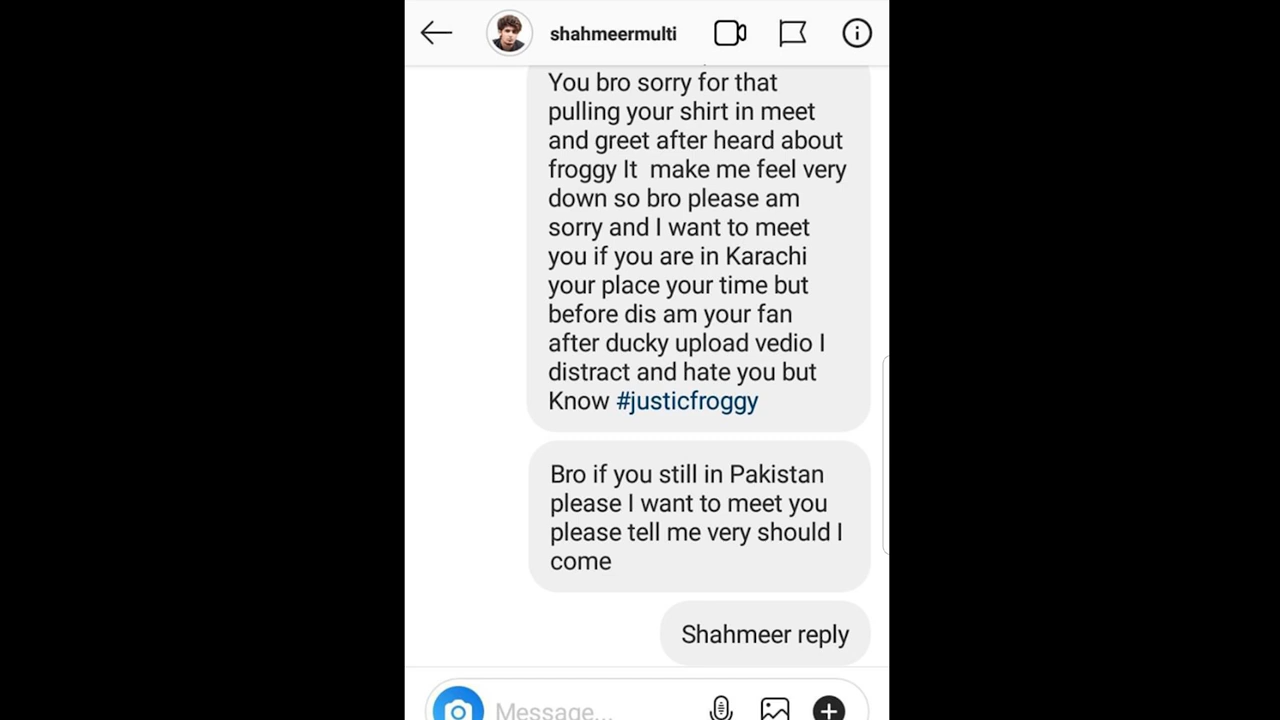 shahmeermulti
You bro sorry for that
pulling your shirt in meet
and greet after heard about
froggy It make me feel very
down so bro please am
sorry and I want to meet
you if you are in Karachi
your place your time but
before dis am your fan
after ducky upload vedio I
distract and hate you but
Know #justicfroggy
Bro if you still in Pakistan
please I want to meet you
please tell me very should I
come
Shahmeer reply
Message...